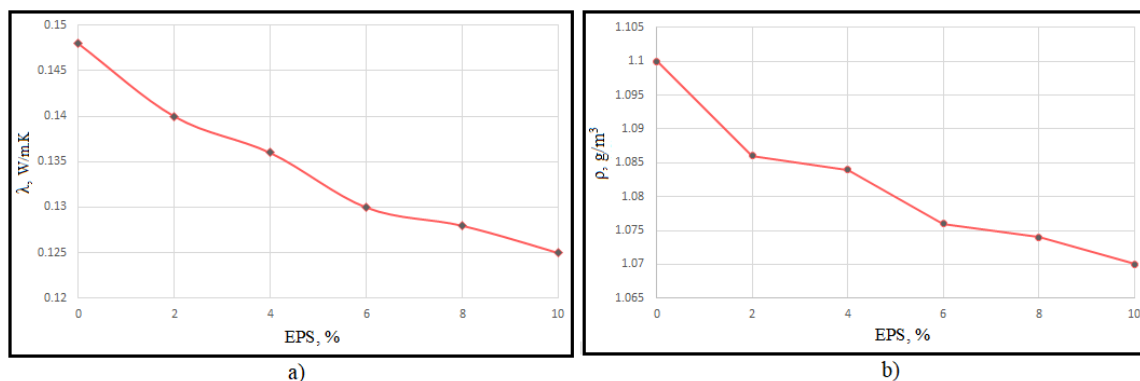 0.15
0.145
0.14
0.135
0.13
0.125
0.12
λ, W/m.K
0 2 4 6 8 10
EPS, %
a)
1.105
1.1
1.095
1.09
1.085
1.08
1.075
1.07
1.065
ρ, g/m³
0 2 4 6 8 10
EPS, %
b)